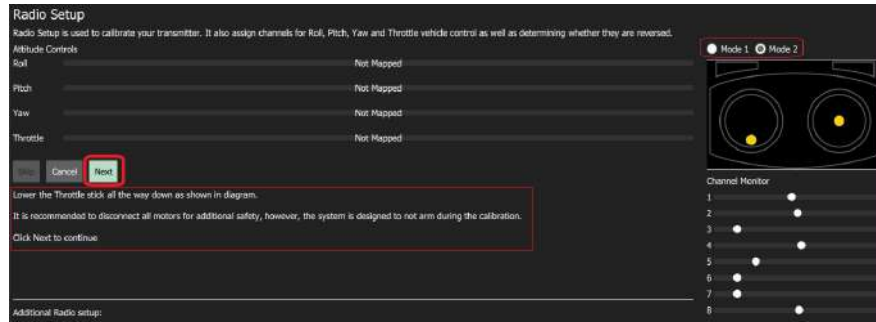 Radio Setup
Radio Setup is used to calibrate your transmitter. It also assign channels for Roll, Pitch, Yaw and Throttle vehicle control as well as determining whether they are reversed.
Attitude Controls
Roll Not Mapped
Pitch Not Mapped
Yaw Not Mapped
Throttle Not Mapped
Skip Cancel Next
Lower the Throttle stick all the way down as shown in diagram.
It is recommended to disconnect all motors for additional safety, however, the system is designed to not arm during the calibration.
Click Next to continue
Additional Radio setup:
Mode 1 Mode 2
Channel Monitor
1
2
3
4
5
6
7
8